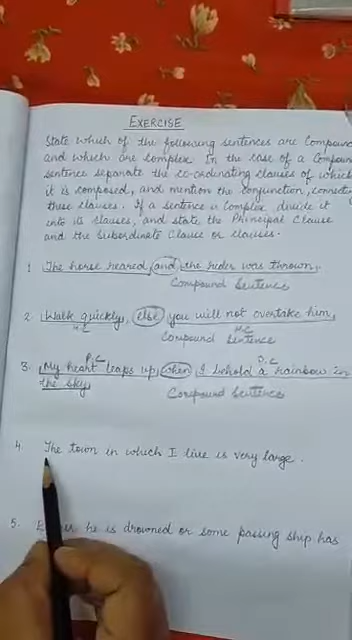 EXERCISE
State which of the following sentences are Compound
and which are complex. In the case of a Compound
sentence separate the co-ordinating clauses of which
it is composed, and mention the conjunction, connecting
these clauses. If a sentence is Complex, divide it
into its clauses, and state the Principal Clause
and the Subordinate Clause or clauses.
1. The horse reared, and the rider was thrown.
Compound Sentence
2. Walk quickly, else you will not overtake him.
M.C M.C
Compound Sentence
P.C D.C
3. My heart leaps up, when I behold a rainbow in
the sky,
Compound Sentence
4. The town in which I live is very large.
5. he is drowned or some passing ship has